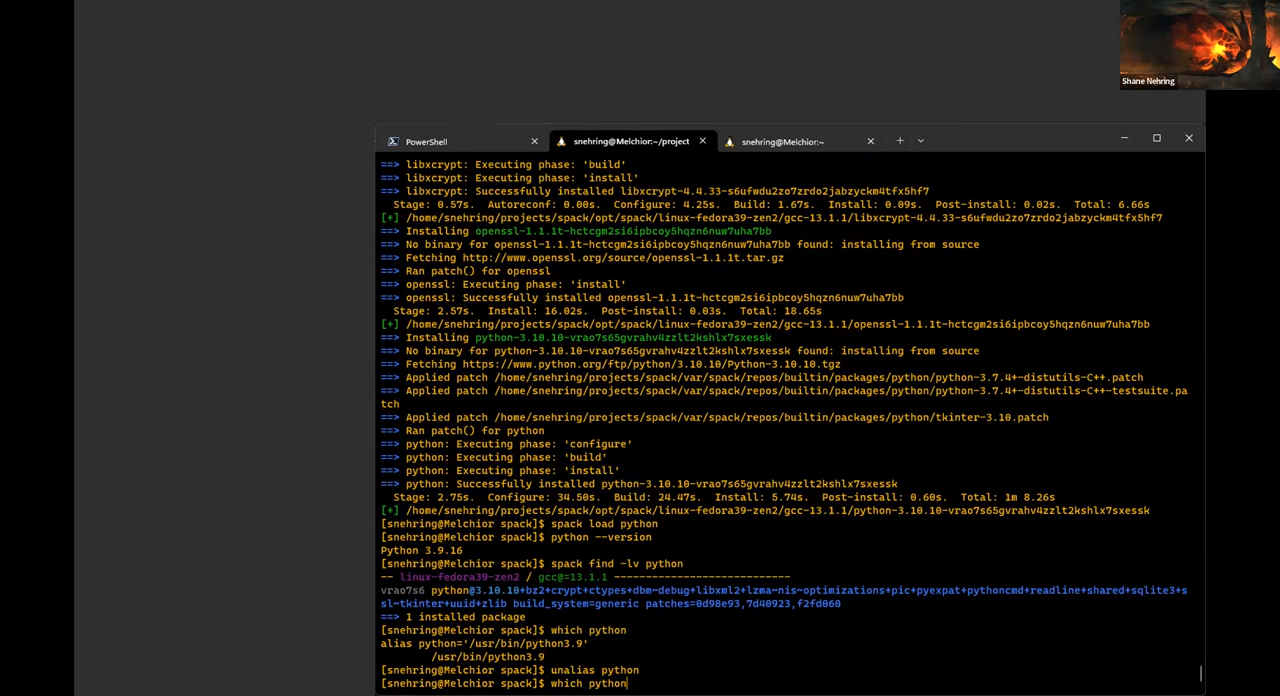 Shane Nehring
PowerShell
snehring@Melchior:~/project
snehring@Melchior:~
==> libxcrypt: Executing phase: 'build'
==> libxcrypt: Executing phase: 'install'
==> libxcrypt: Successfully installed libxcrypt-4.4.33-s6ufwdu2zo7zrdo2jabzyckm4tfx5hf7
Stage: 0.57s. Autoreconf: 0.00s. Configure: 4.25s. Build: 1.67s. Install: 0.09s. Post-install: 0.02s. Total: 6.66s
[+] /home/snehring/projects/spack/opt/spack/linux-fedora39-zen2/gcc-13.1.1/libxcrypt-4.4.33-s6ufwdu2zo7zrdo2jabzyckm4tfx5hf7
==> Installing openssl-1.1.1t-hctcgm2si6ipbcoy5hqzn6nuw7uha7bb
==> No binary for openssl-1.1.1t-hctcgm2si6ipbcoy5hqzn6nuw7uha7bb found: installing from source
==> Fetching http://www.openssl.org/source/openssl-1.1.1t.tar.gz
==> Ran patch() for openssl
==> openssl: Executing phase: 'install'
==> openssl: Successfully installed openssl-1.1.1t-hctcgm2si6ipbcoy5hqzn6nuw7uha7bb
Stage: 2.57s. Install: 16.02s. Post-install: 0.03s. Total: 18.65s
[+] /home/snehring/projects/spack/opt/spack/linux-fedora39-zen2/gcc-13.1.1/openssl-1.1.1t-hctcgm2si6ipbcoy5hqzn6nuw7uha7bb
==> Installing python-3.10.10-vrao7s65gvrahv4zzlt2kshlx7sxessk
==> No binary for python-3.10.10-vrao7s65gvrahv4zzlt2kshlx7sxessk found: installing from source
==> Fetching https://www.python.org/ftp/python/3.10.10/Python-3.10.10.tgz
==> Applied patch /home/snehring/projects/spack/var/spack/repos/builtin/packages/python/python-3.7.4+-distutils-C++.patch
==> Applied patch /home/snehring/projects/spack/var/spack/repos/builtin/packages/python/python-3.7.4+-distutils-C++-testsuite.pa
tch
==> Applied patch /home/snehring/projects/spack/var/spack/repos/builtin/packages/python/tkinter-3.10.patch
==> Ran patch() for python
==> python: Executing phase: 'configure'
==> python: Executing phase: 'build'
==> python: Executing phase: 'install'
==> python: Successfully installed python-3.10.10-vrao7s65gvrahv4zzlt2kshlx7sxessk
Stage: 2.75s. Configure: 34.50s. Build: 24.47s. Install: 5.74s. Post-install: 0.60s. Total: 1m 8.26s
[+] /home/snehring/projects/spack/opt/spack/linux-fedora39-zen2/gcc-13.1.1/python-3.10.10-vrao7s65gvrahv4zzlt2kshlx7sxessk
[snehring@Melchior spack]$ spack load python
[snehring@Melchior spack]$ python --version
Python 3.9.16
[snehring@Melchior spack]$ spack find -lv python
-- linux-fedora39-zen2 / gcc@=13.1.1 ----------------------------
vrao7s6 python@3.10.10+bz2+crypt+ctypes+dbm~debug+libxml2+lzma~nis~optimizations+pic+pyexpat+pythoncmd+readline+shared+sqlite3+s
sl~tkinter+uuid+zlib build_system=generic patches=0d98e93,7d40923,f2fd060
==> 1 installed package
[snehring@Melchior spack]$ which python
alias python='/usr/bin/python3.9'
/usr/bin/python3.9
[snehring@Melchior spack]$ unalias python
[snehring@Melchior spack]$ which python